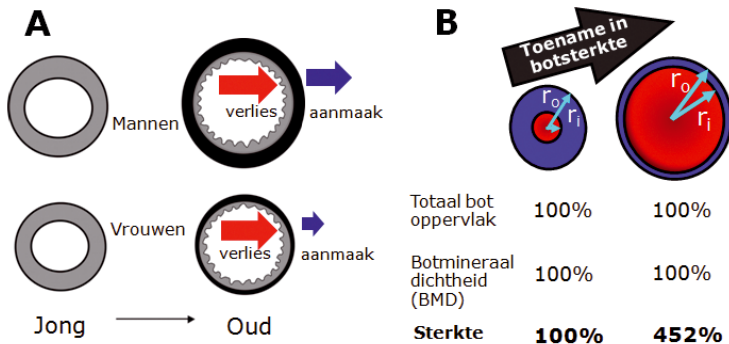 A
Mannen
verlies
aanmaak
Vrouwen
verlies
aanmaak
Jong
Oud
B
Toename in
botsterkte
ro
ri
ro
ri
Totaal bot
oppervlak
100%
100%
Botmineraal
dichtheid
(BMD)
100%
100%
Sterkte
100%
452%